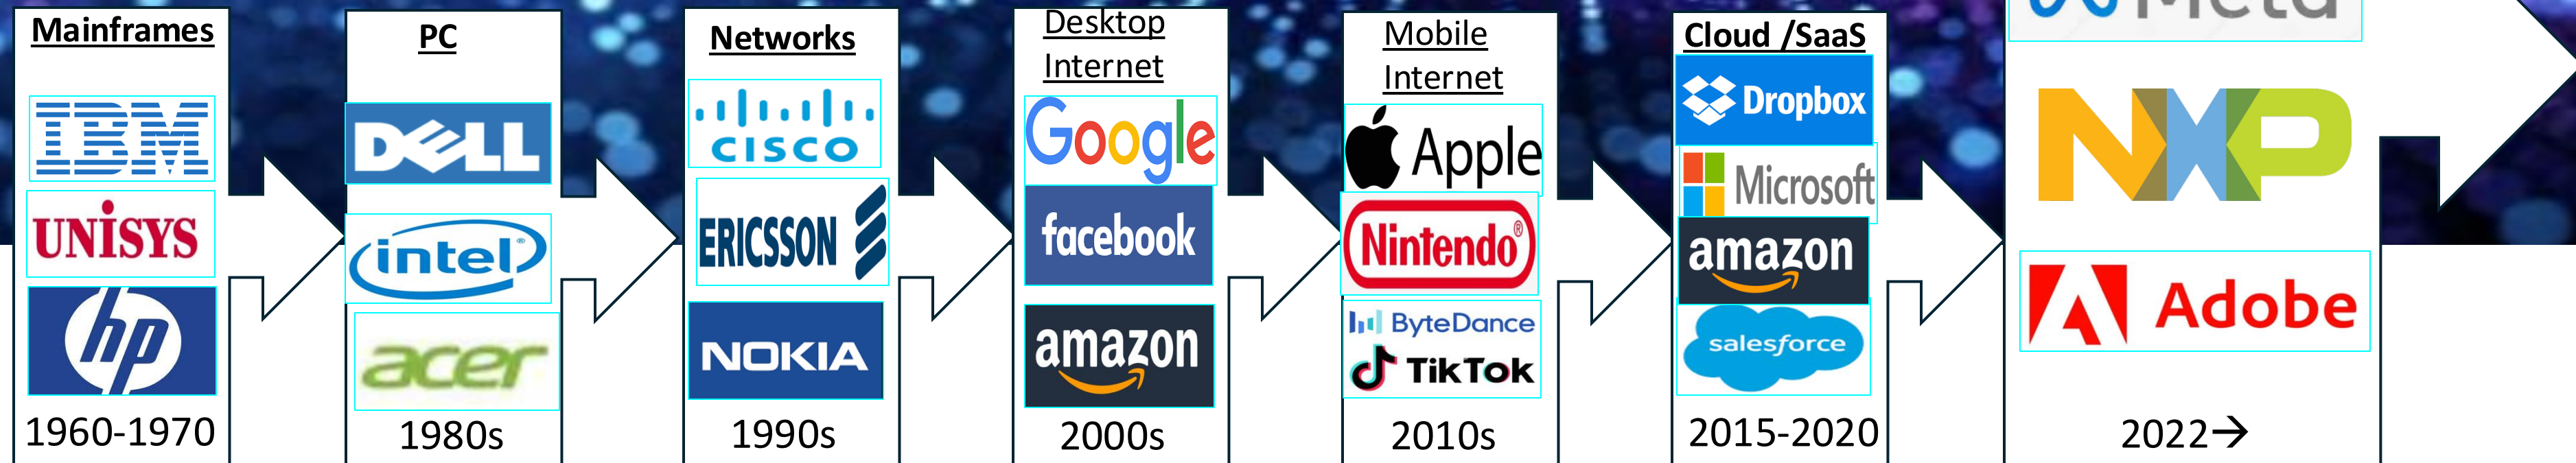 Mainframes
IBM
UNiSYS
hp
1960-1970
PC
DELL
intel®
acer
1980s
Networks
CISCO
ERICSSON
NOKIA
1990s
Desktop
Internet
Google
facebook
amazon
2000s
Mobile
Internet
Apple
Nintendo®
ByteDance
TikTok
2010s
Cloud /SaaS
Dropbox
Microsoft
amazon
salesforce
2015-2020
Meta
NXP
Adobe
2022→